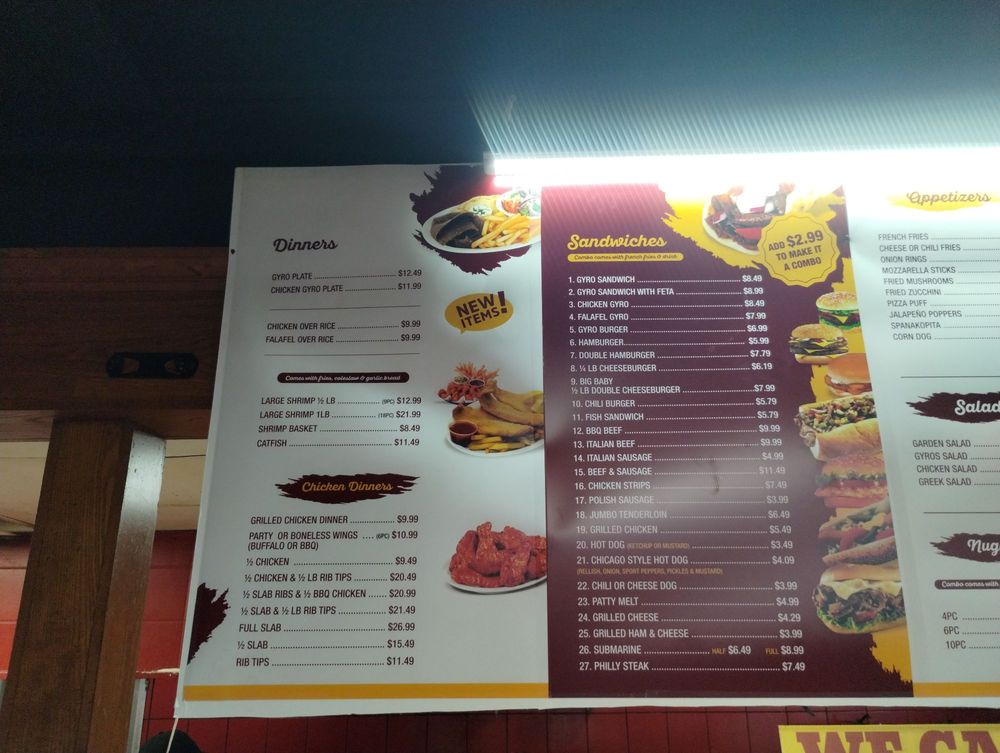 Dinners
GYRO PLATE ........ $12.49
CHICKEN GYRO PLATE ........ $11.99
NEW ITEMS!
CHICKEN OVER RICE ........ $9.99
FALAFEL OVER RICE ........ $9.99
Comes with fries, coleslaw & garlic bread
LARGE SHRIMP ½ LB ........ (9PC) $12.99
LARGE SHRIMP 1LB ........ (18PC) $21.99
SHRIMP BASKET ........ $8.49
CATFISH ........ $11.49
Chicken Dinners
GRILLED CHICKEN DINNER ........ $9.99
PARTY OR BONELESS WINGS .... (6PC) $10.99
(BUFFALO OR BBQ)
½ CHICKEN ........ $9.49
½ CHICKEN & ½ LB RIB TIPS ........ $20.49
½ SLAB RIBS & ½ BBQ CHICKEN ....... $20.99
½ SLAB & ½ LB RIB TIPS ........ $21.49
FULL SLAB ........ $26.99
½ SLAB ........ $15.49
RIB TIPS ........ $11.49
Sandwiches
Combo comes with french fries & drink
ADD $2.99
TO MAKE IT
A COMBO
1. GYRO SANDWICH ........ $8.49
2. GYRO SANDWICH WITH FETA ........ $8.99
3. CHICKEN GYRO ........ $8.49
4. FALAFEL GYRO ........ $7.99
5. GYRO BURGER ........ $6.99
6. HAMBURGER ........ $5.99
7. DOUBLE HAMBURGER ........ $7.79
8. ¼ LB CHEESEBURGER ........ $6.19
9. BIG BABY
½ LB DOUBLE CHEESEBURGER ........ $7.99
10. CHILI BURGER ........ $5.79
11. FISH SANDWICH ........ $5.79
12. BBQ BEEF ........ $9.99
13. ITALIAN BEEF ........ $9.99
14. ITALIAN SAUSAGE ........ $4.99
15. BEEF & SAUSAGE ........ $11.49
16. CHICKEN STRIPS ........ $7.49
17. POLISH SAUSAGE ........ $3.99
18. JUMBO TENDERLOIN ........ $6.49
19. GRILLED CHICKEN ........ $5.49
20. HOT DOG (KETCHUP OR MUSTARD) ........ $3.49
21. CHICAGO STYLE HOT DOG ........ $4.09
(RELLISH, ONION, SPORT PEPPERS, PICKLES & MUSTARD)
22. CHILI OR CHEESE DOG ........ $3.99
23. PATTY MELT ........ $4.99
24. GRILLED CHEESE ........ $4.29
25. GRILLED HAM & CHEESE ........ $3.99
26. SUBMARINE ........ HALF $6.49 FULL $8.99
27. PHILLY STEAK ........ $7.49
Appetizers
FRENCH FRIES ........
CHEESE OR CHILI FRIES ........
ONION RINGS ........
MOZZARELLA STICKS ........
FRIED MUSHROOMS ........
FRIED ZUCCHINI ........
PIZZA PUFF ........
JALAPEÑO POPPERS ........
SPANAKOPITA ........
CORN DOG ........
Salad
GARDEN SALAD ........
GYROS SALAD ........
CHICKEN SALAD ........
GREEK SALAD ........
Nug
Combo comes with
4PC ........
6PC ........
10PC ........
WE CA